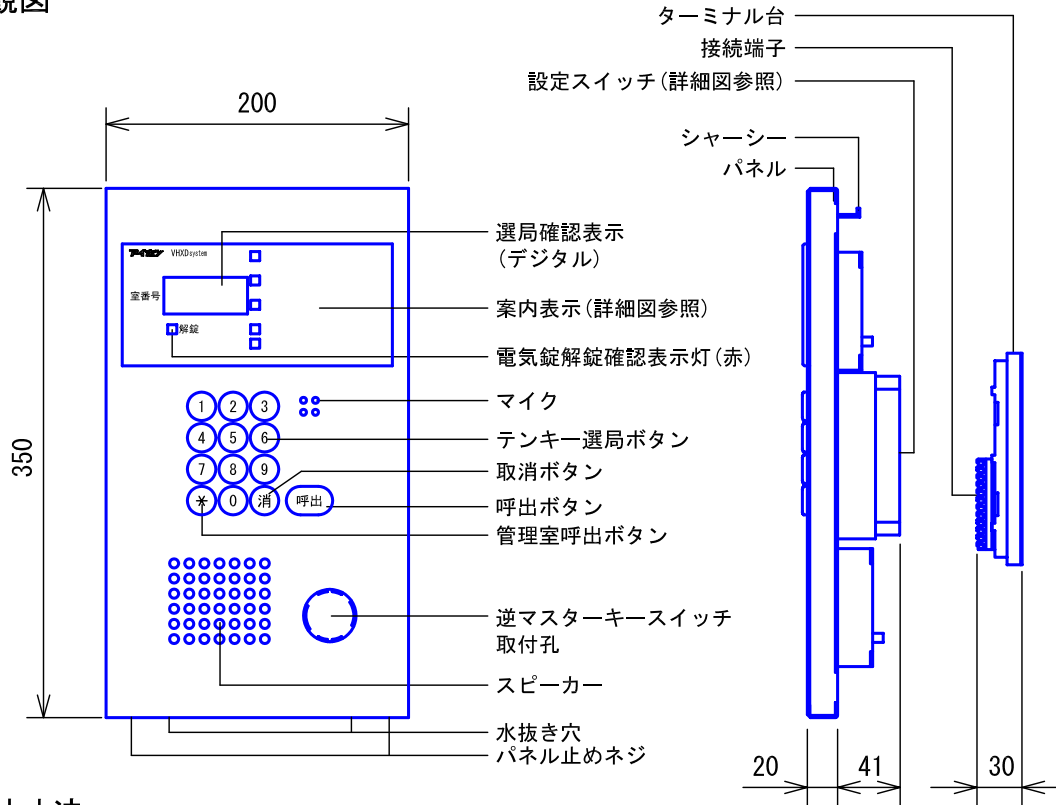 観図
ターミナル台
接続端子
設定スイッチ(詳細図参照)
シャーシー
パネル
200
350
アイホン VHXDsystem
室番号
解錠
選局確認表示
(デジタル)
案内表示(詳細図参照)
電気錠解錠確認表示灯(赤)
マイク
テンキー選局ボタン
取消ボタン
呼出ボタン
管理室呼出ボタン
逆マスターキースイッチ
取付孔
スピーカー
水抜き穴
パネル止めネジ
1 2 3
4 5 6
7 8 9
* 0 消 呼出
20 41 30